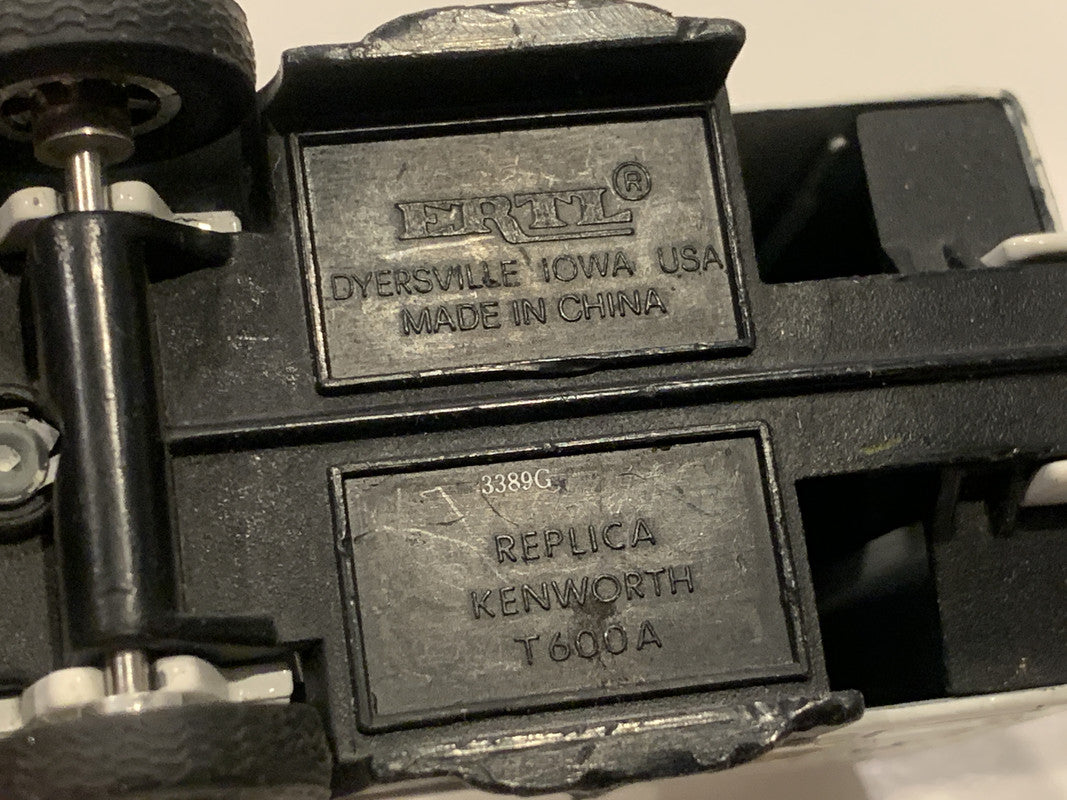 ERTL®
DYERSVILLE IOWA USA
MADE IN CHINA
3389G
REPLICA
KENWORTH
T600A